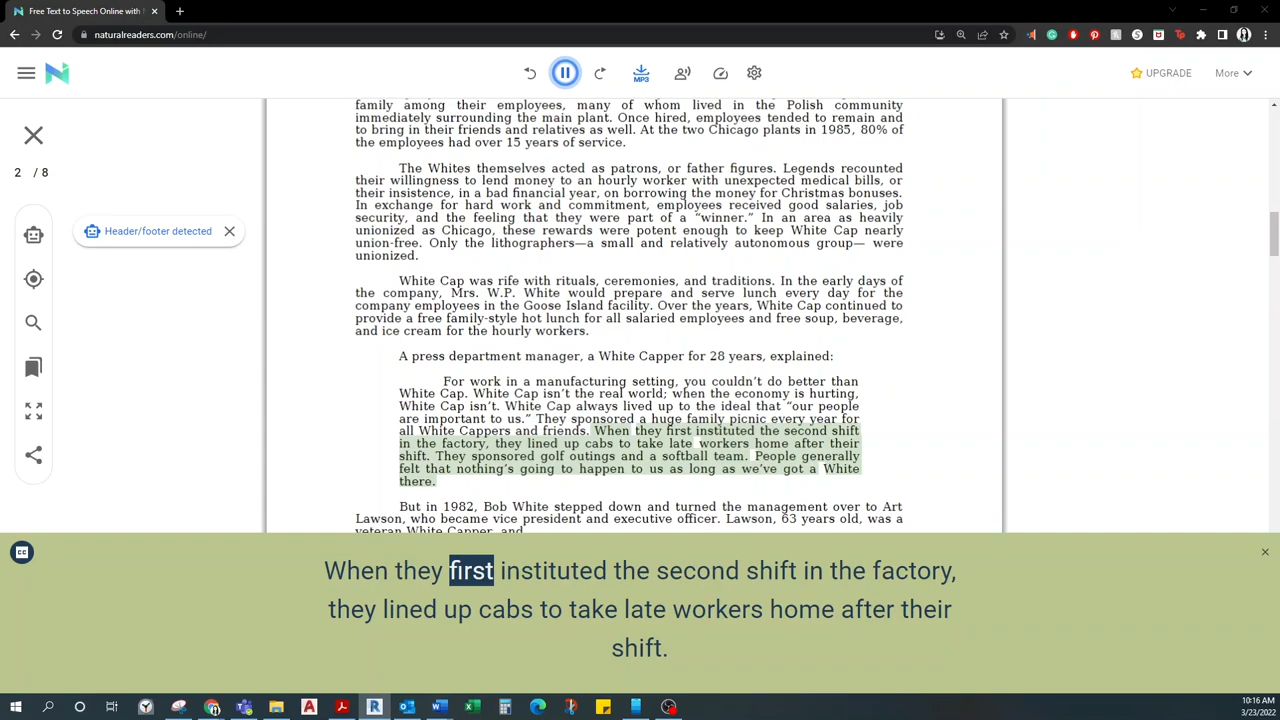 Free Text to Speech Online with
naturalreaders.com/online/
MP3
UPGRADE
More
2 / 8
Header/footer detected
family among their employees, many of whom lived in the Polish community
immediately surrounding the main plant. Once hired, employees tended to remain and
to bring in their friends and relatives as well. At the two Chicago plants in 1985, 80% of
the employees had over 15 years of service.
The Whites themselves acted as patrons, or father figures. Legends recounted
their willingness to lend money to an hourly worker with unexpected medical bills, or
their insistence, in a bad financial year, on borrowing the money for Christmas bonuses.
In exchange for hard work and commitment, employees received good salaries, job
security, and the feeling that they were part of a “winner.” In an area as heavily
unionized as Chicago, these rewards were potent enough to keep White Cap nearly
union-free. Only the lithographers—a small and relatively autonomous group— were
unionized.
White Cap was rife with rituals, ceremonies, and traditions. In the early days of
the company, Mrs. W.P. White would prepare and serve lunch every day for the
company employees in the Goose Island facility. Over the years, White Cap continued to
provide a free family-style hot lunch for all salaried employees and free soup, beverage,
and ice cream for the hourly workers.
A press department manager, a White Capper for 28 years, explained:
For work in a manufacturing setting, you couldn’t do better than
White Cap. White Cap isn’t the real world; when the economy is hurting,
White Cap isn’t. White Cap always lived up to the ideal that “our people
are important to us.” They sponsored a huge family picnic every year for
all White Cappers and friends. When they first instituted the second shift
in the factory, they lined up cabs to take late workers home after their
shift. They sponsored golf outings and a softball team. People generally
felt that nothing’s going to happen to us as long as we’ve got a White
there.
But in 1982, Bob White stepped down and turned the management over to Art
Lawson, who became vice president and executive officer. Lawson, 63 years old, was a
veteran White Capper, and
When they first instituted the second shift in the factory,
they lined up cabs to take late workers home after their
shift.
10:16 AM
3/23/2022